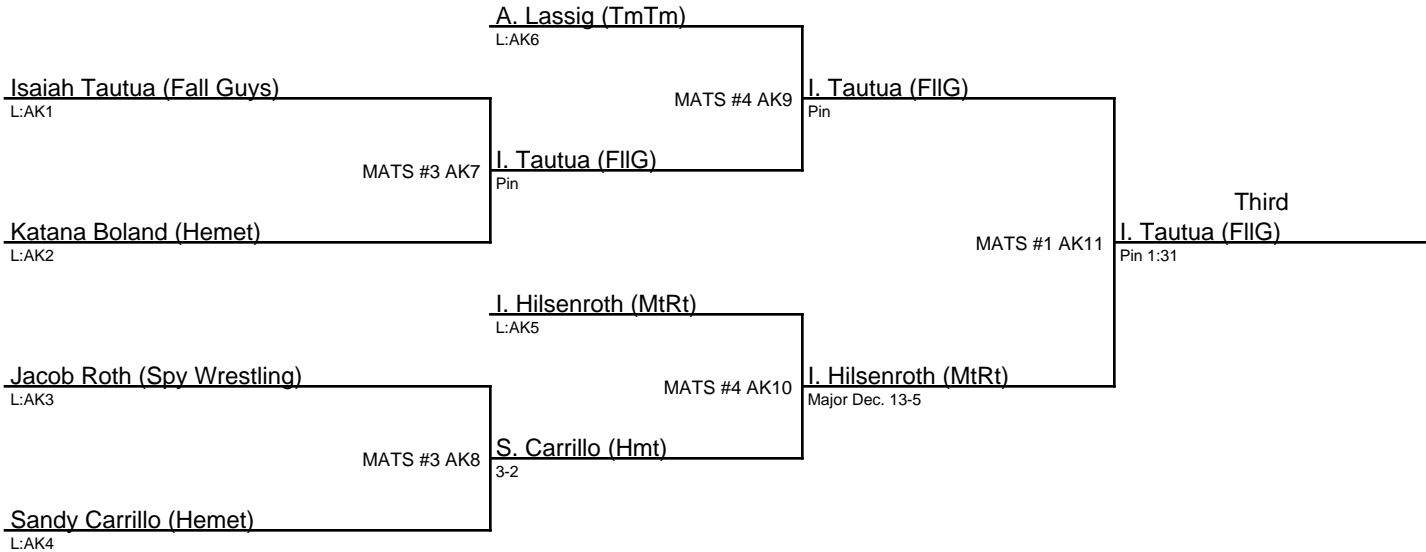 A. Lassig (TmTm)
L:AK6
Isaiah Tautua (Fall Guys)
L:AK1
MATS #4 AK9
I. Tautua (FllG)
Pin
MATS #3 AK7
I. Tautua (FllG)
Pin
Third
Katana Boland (Hemet)
L:AK2
MATS #1 AK11
I. Tautua (FllG)
Pin 1:31
I. Hilsenroth (MtRt)
L:AK5
Jacob Roth (Spy Wrestling)
L:AK3
MATS #4 AK10
I. Hilsenroth (MtRt)
Major Dec. 13-5
MATS #3 AK8
S. Carrillo (Hmt)
3-2
Sandy Carrillo (Hemet)
L:AK4